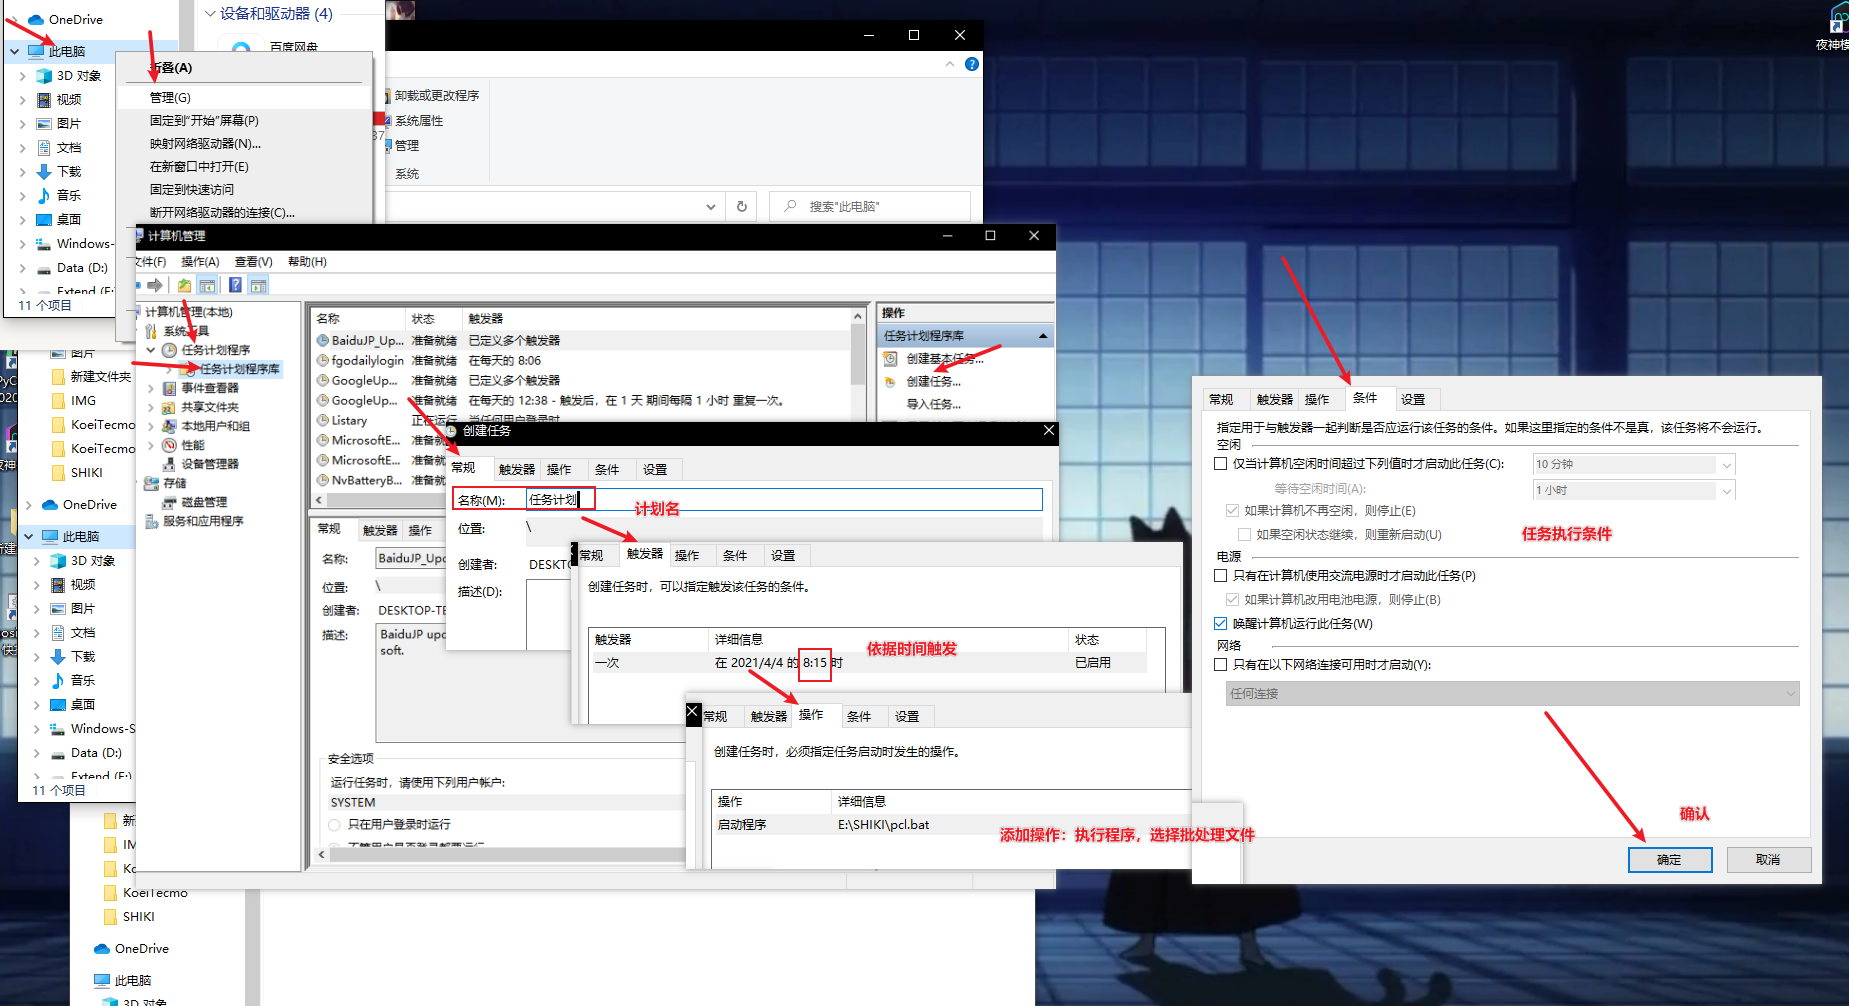 OneDrive
此电脑
3D 对象
视频
图片
文档
下载
音乐
桌面
Windows-
Data (D:)
Extend (E:)
11 个项目
设备和驱动器 (4)
百度网盘
折叠(A)
管理(G)
固定到"开始"屏幕(P)
映射网络驱动器(N)...
在新窗口中打开(E)
固定到快速访问
断开网络驱动器的连接(C)...
卸载或更改程序
系统属性
37
管理
系统
搜索"此电脑"
夜神模
计算机管理
文件(F) 操作(A) 查看(V) 帮助(H)
计算机管理(本地)
系统工具
任务计划程序
任务计划程序库
事件查看器
共享文件夹
本地用户和组
性能
设备管理器
存储
磁盘管理
服务和应用程序
名称 状态 触发器
BaiduJP_Up... 准备就绪 已定义多个触发器
fgodailylogin 准备就绪 在每天的 8:06
GoogleUp... 准备就绪 已定义多个触发器
GoogleUp... 准备就绪 在每天的 12:38 - 触发后，在 1 天 期间每隔 1 小时 重复一次。
Listary 正在运行 当任何用户登录时
MicrosoftE... 准备就
MicrosoftE... 准备就
NvBatteryB... 准备就
操作
任务计划程序库
创建基本任务...
创建任务...
导入任务...
常规 触发器 操作
名称: BaiduJP_Upd
位置: \
创建者: DESKTOP-TE
描述: BaiduJP upd
soft.
安全选项
运行任务时，请使用下列用户帐户:
SYSTEM
只在用户登录时运行
不管用户是否登录都要运行
创建任务
常规 触发器 操作 条件 设置
名称(M): 任务计划
计划名
位置: \
创建者: DESKTO
描述(D):
常规 触发器 操作 条件 设置
创建任务时，可以指定触发该任务的条件。
触发器 详细信息 状态
一次 在 2021/4/4 的 8:15 时 已启用
依据时间触发
常规 触发器 操作 条件 设置
创建任务时，必须指定任务启动时发生的操作。
操作 详细信息
启动程序 E:\SHIKI\pcl.bat
添加操作：执行程序，选择批处理文件
常规 触发器 操作 条件 设置
指定用于与触发器一起判断是否应运行该任务的条件。如果这里指定的条件不是真，该任务将不会运行。
空闲
仅当计算机空闲时间超过下列值时才启动此任务(C): 10 分钟
等待空闲时间(A): 1 小时
如果计算机不再空闲，则停止(E)
如果空闲状态继续，则重新启动(U)
任务执行条件
电源
只有在计算机使用交流电源时才启动此任务(P)
如果计算机改用电池电源，则停止(B)
唤醒计算机运行此任务(W)
网络
只有在以下网络连接可用时才启动(Y):
任何连接
确认
确定 取消
图片
新建文件夹
IMG
KoeiTecmo
KoeiTecmo
SHIKI
OneDrive
此电脑
3D 对象
视频
图片
文档
下载
音乐
桌面
Windows-S
Data (D:)
Extend (E:)
11 个项目
新
IM
Ko
KoeiTecmo
SHIKI
OneDrive
此电脑
3D 对象